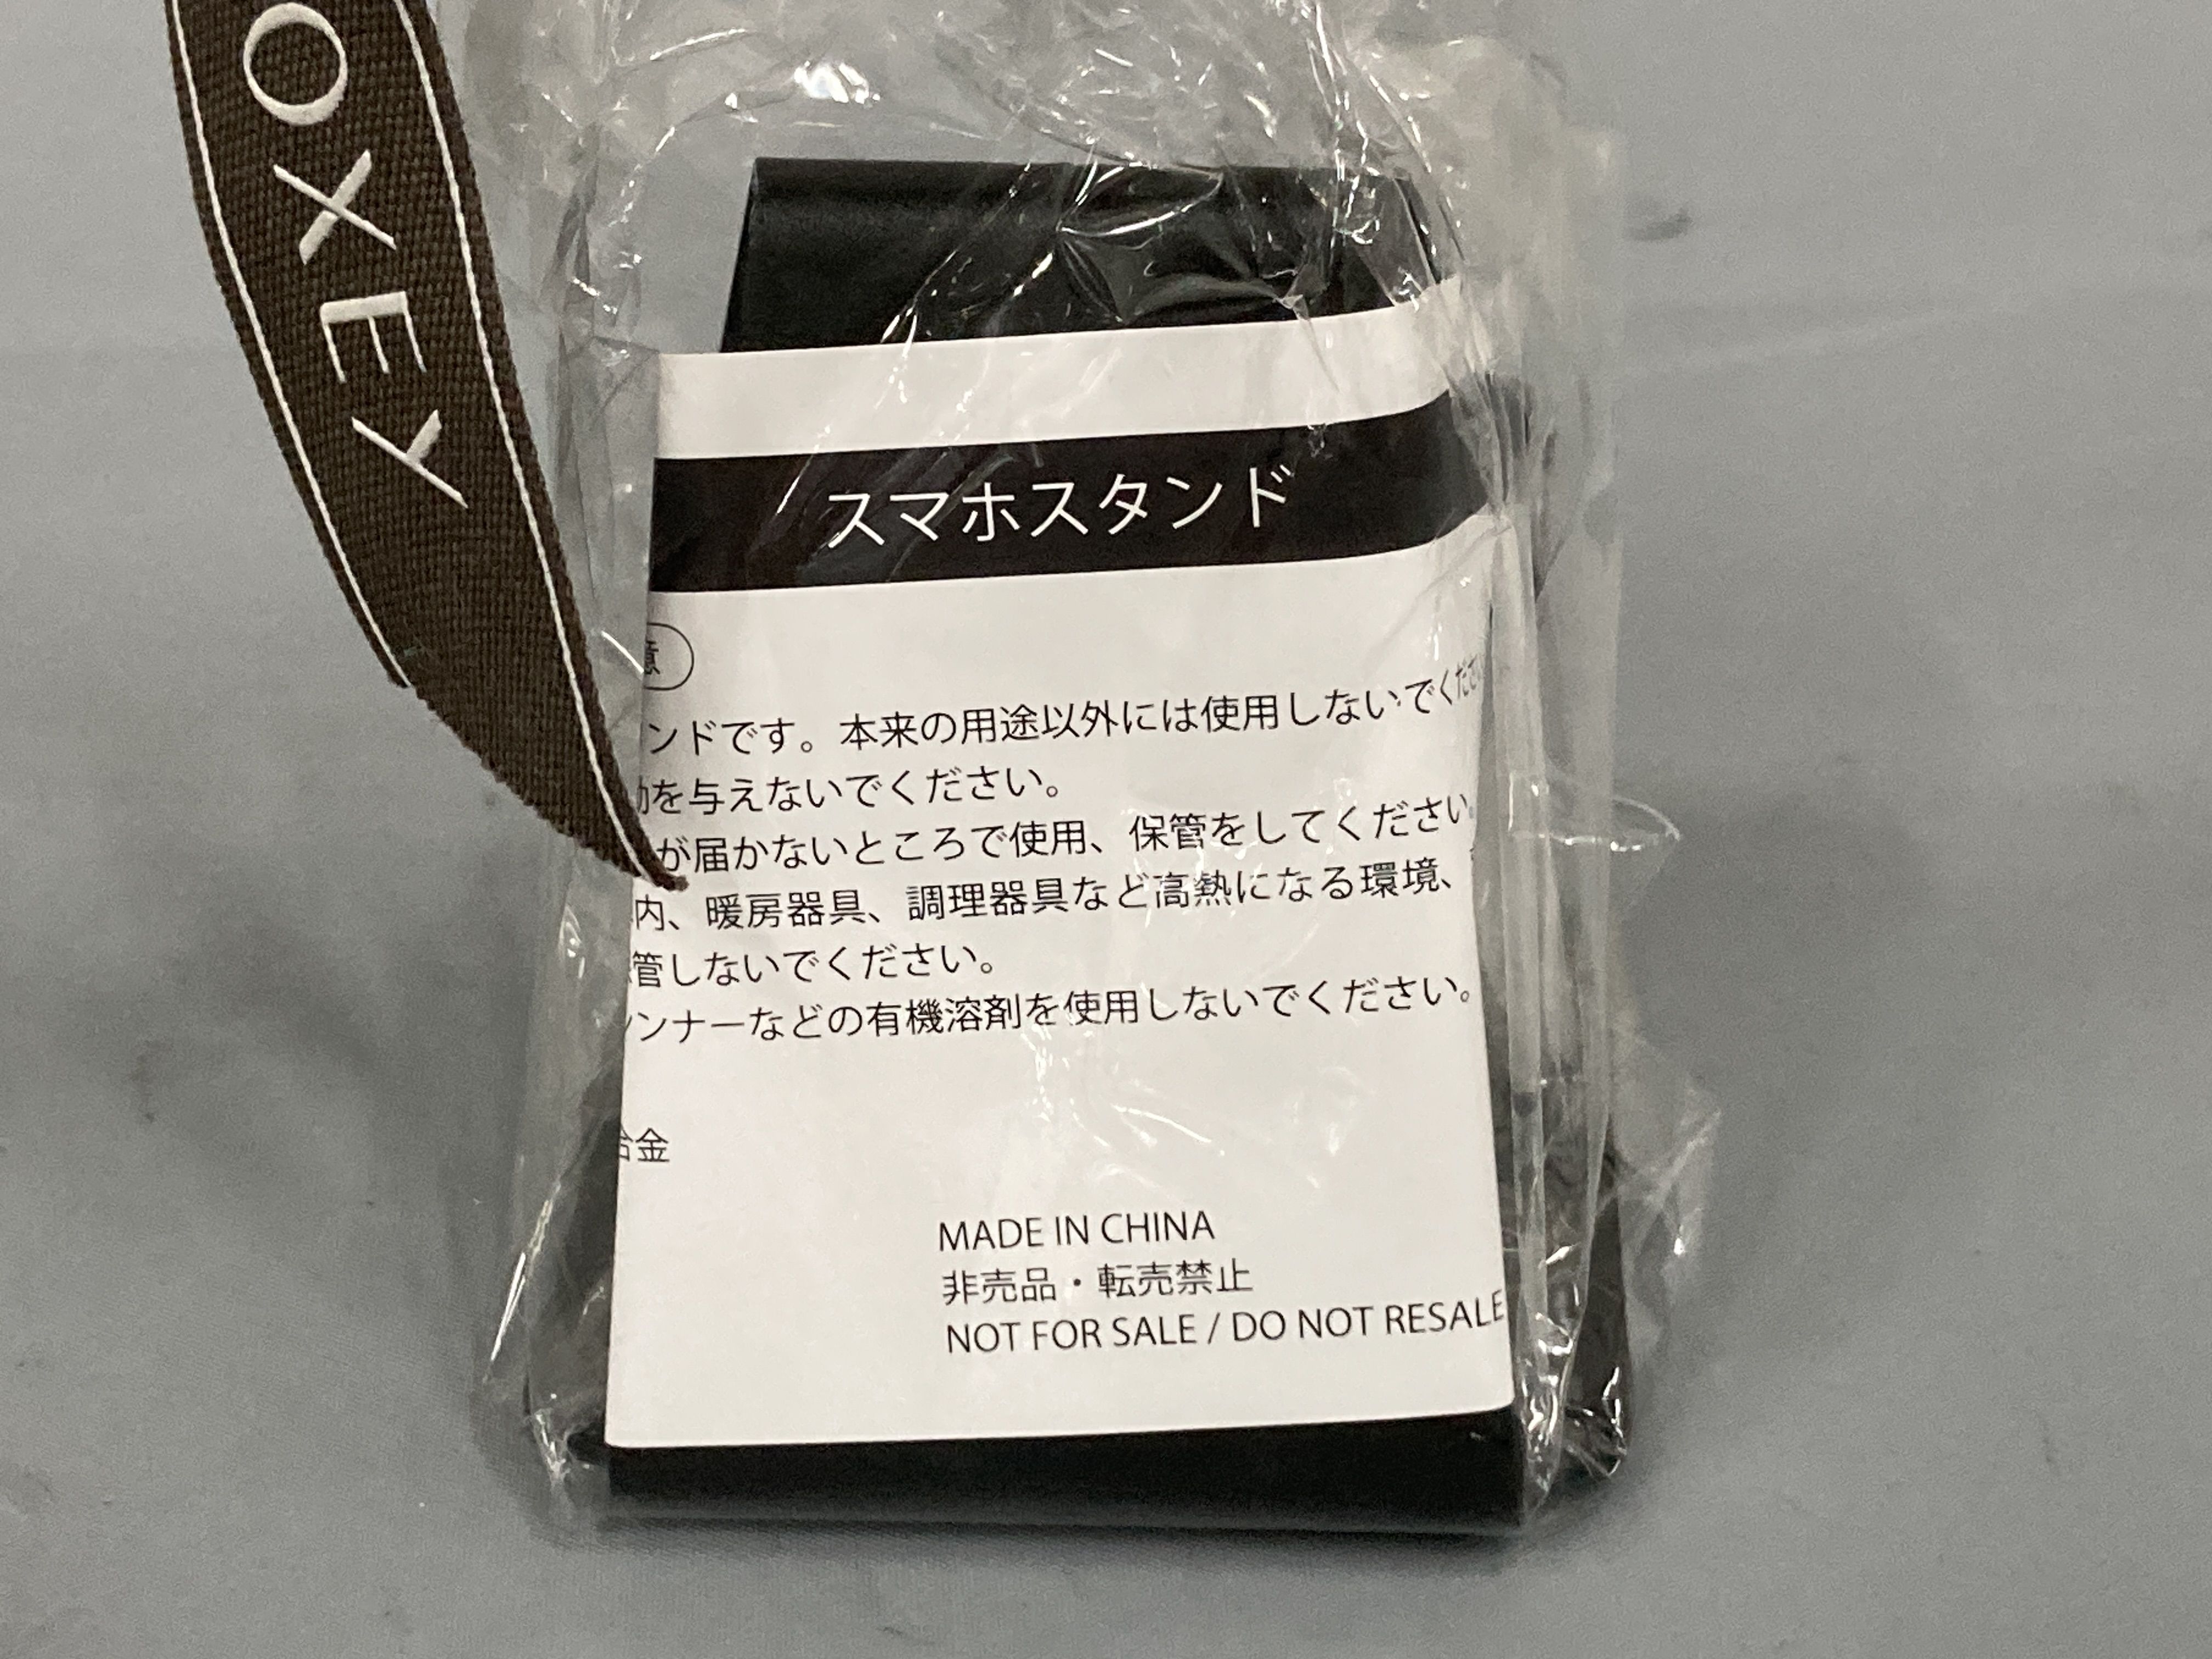 OXEY
スマホスタンド
意
ンドです。本来の用途以外には使用しないでくださ
を与えないでください。
が届かないところで使用、保管をしてください。
内、暖房器具、調理器具など高熱になる環境、
管しないでください。
ンナーなどの有機溶剤を使用しないでください。
合金
MADE IN CHINA
非売品・転売禁止
NOT FOR SALE / DO NOT RESALE